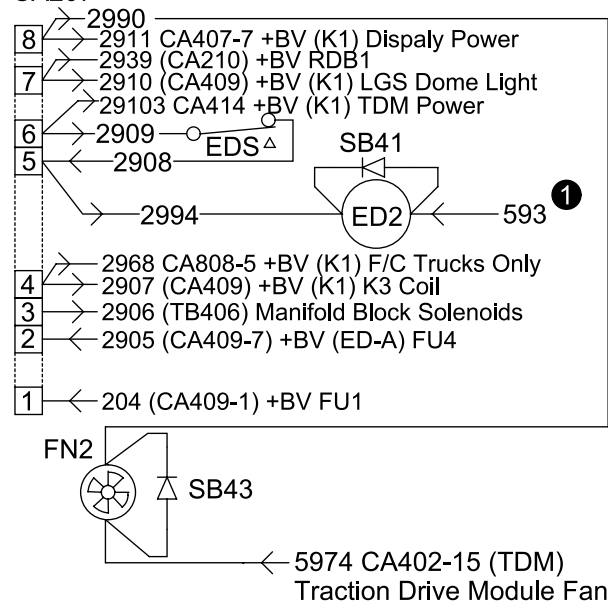 2990
8 2911 CA407-7 +BV (K1) Dispaly Power
2939 (CA210) +BV RDB1
7 2910 (CA409) +BV (K1) LGS Dome Light
29103 CA414 +BV (K1) TDM Power
6 2909 EDS
5 2908 SB41
2994 ED2 593 1
2968 CA808-5 +BV (K1) F/C Trucks Only
4 2907 (CA409) +BV (K1) K3 Coil
3 2906 (TB406) Manifold Block Solenoids
2 2905 (CA409-7) +BV (ED-A) FU4
1 204 (CA409-1) +BV FU1
FN2
SB43
5974 CA402-15 (TDM)
Traction Drive Module Fan